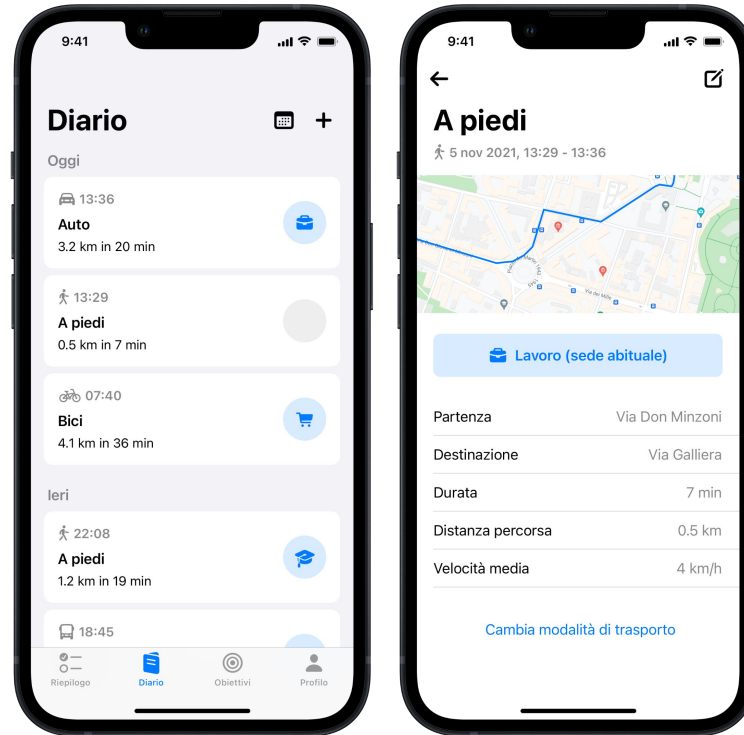 9:41
Diario
Oggi
13:36
Auto
3.2 km in 20 min
13:29
A piedi
0.5 km in 7 min
07:40
Bici
4.1 km in 36 min
Ieri
22:08
A piedi
1.2 km in 19 min
18:45
Riepilogo
Diario
Obiettivi
Profilo
9:41
A piedi
5 nov 2021, 13:29 - 13:36
Via dei Mille
Lavoro (sede abituale)
Partenza
Via Don Minzoni
Destinazione
Via Galliera
Durata
7 min
Distanza percorsa
0.5 km
Velocità media
4 km/h
Cambia modalità di trasporto